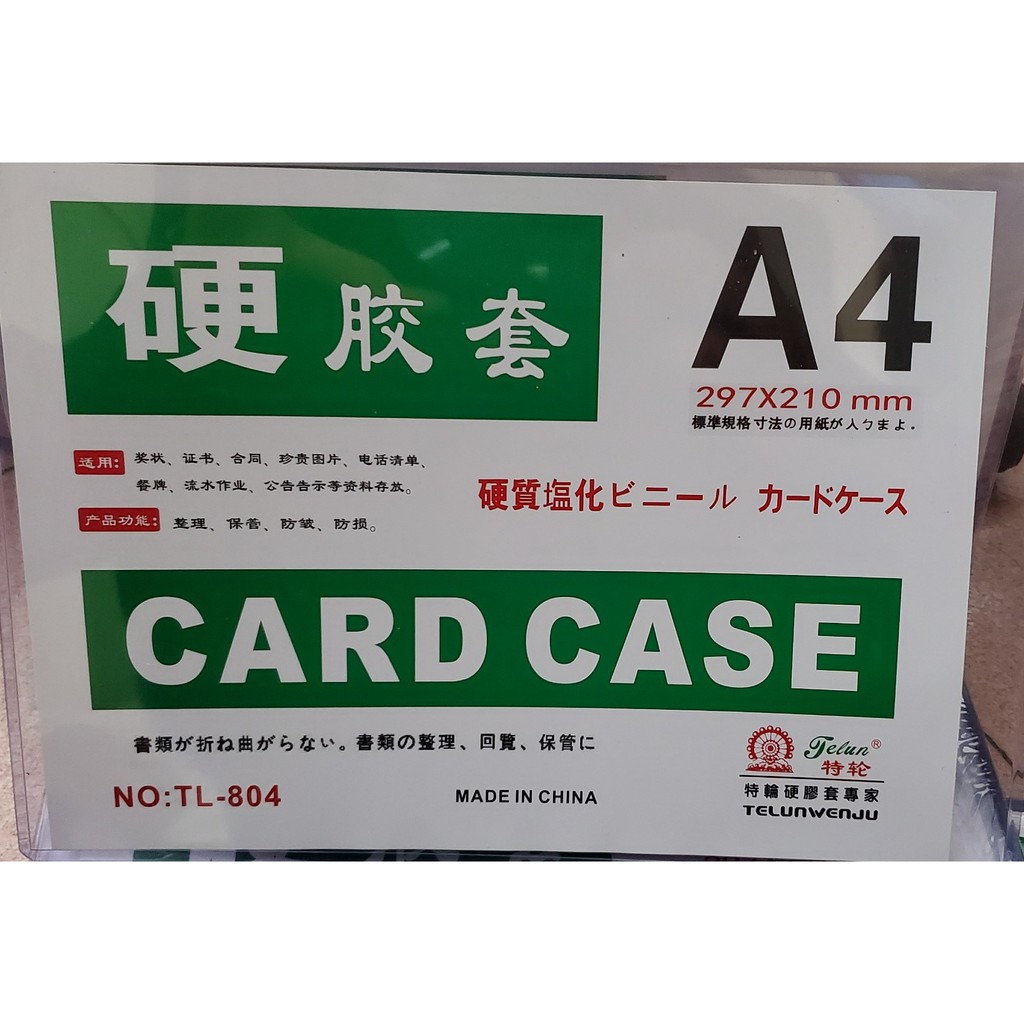 硬胶套
A4
297X210 mm
標準規格寸法の用紙が人勹まよ.
适用: 奖状、证书、合同、珍贵图片、电话清单、
餐牌、流水作业、公告告示等资料存放。
产品功能: 整理、保管、防皱、防损。
硬質塩化ビニール カードケース
CARD CASE
書類が折ね曲がらない。書類の整理、回覽、保管に
NO:TL-804
MADE IN CHINA
Telun®
特轮
特輪硬膠套專家
TELUNWENJU